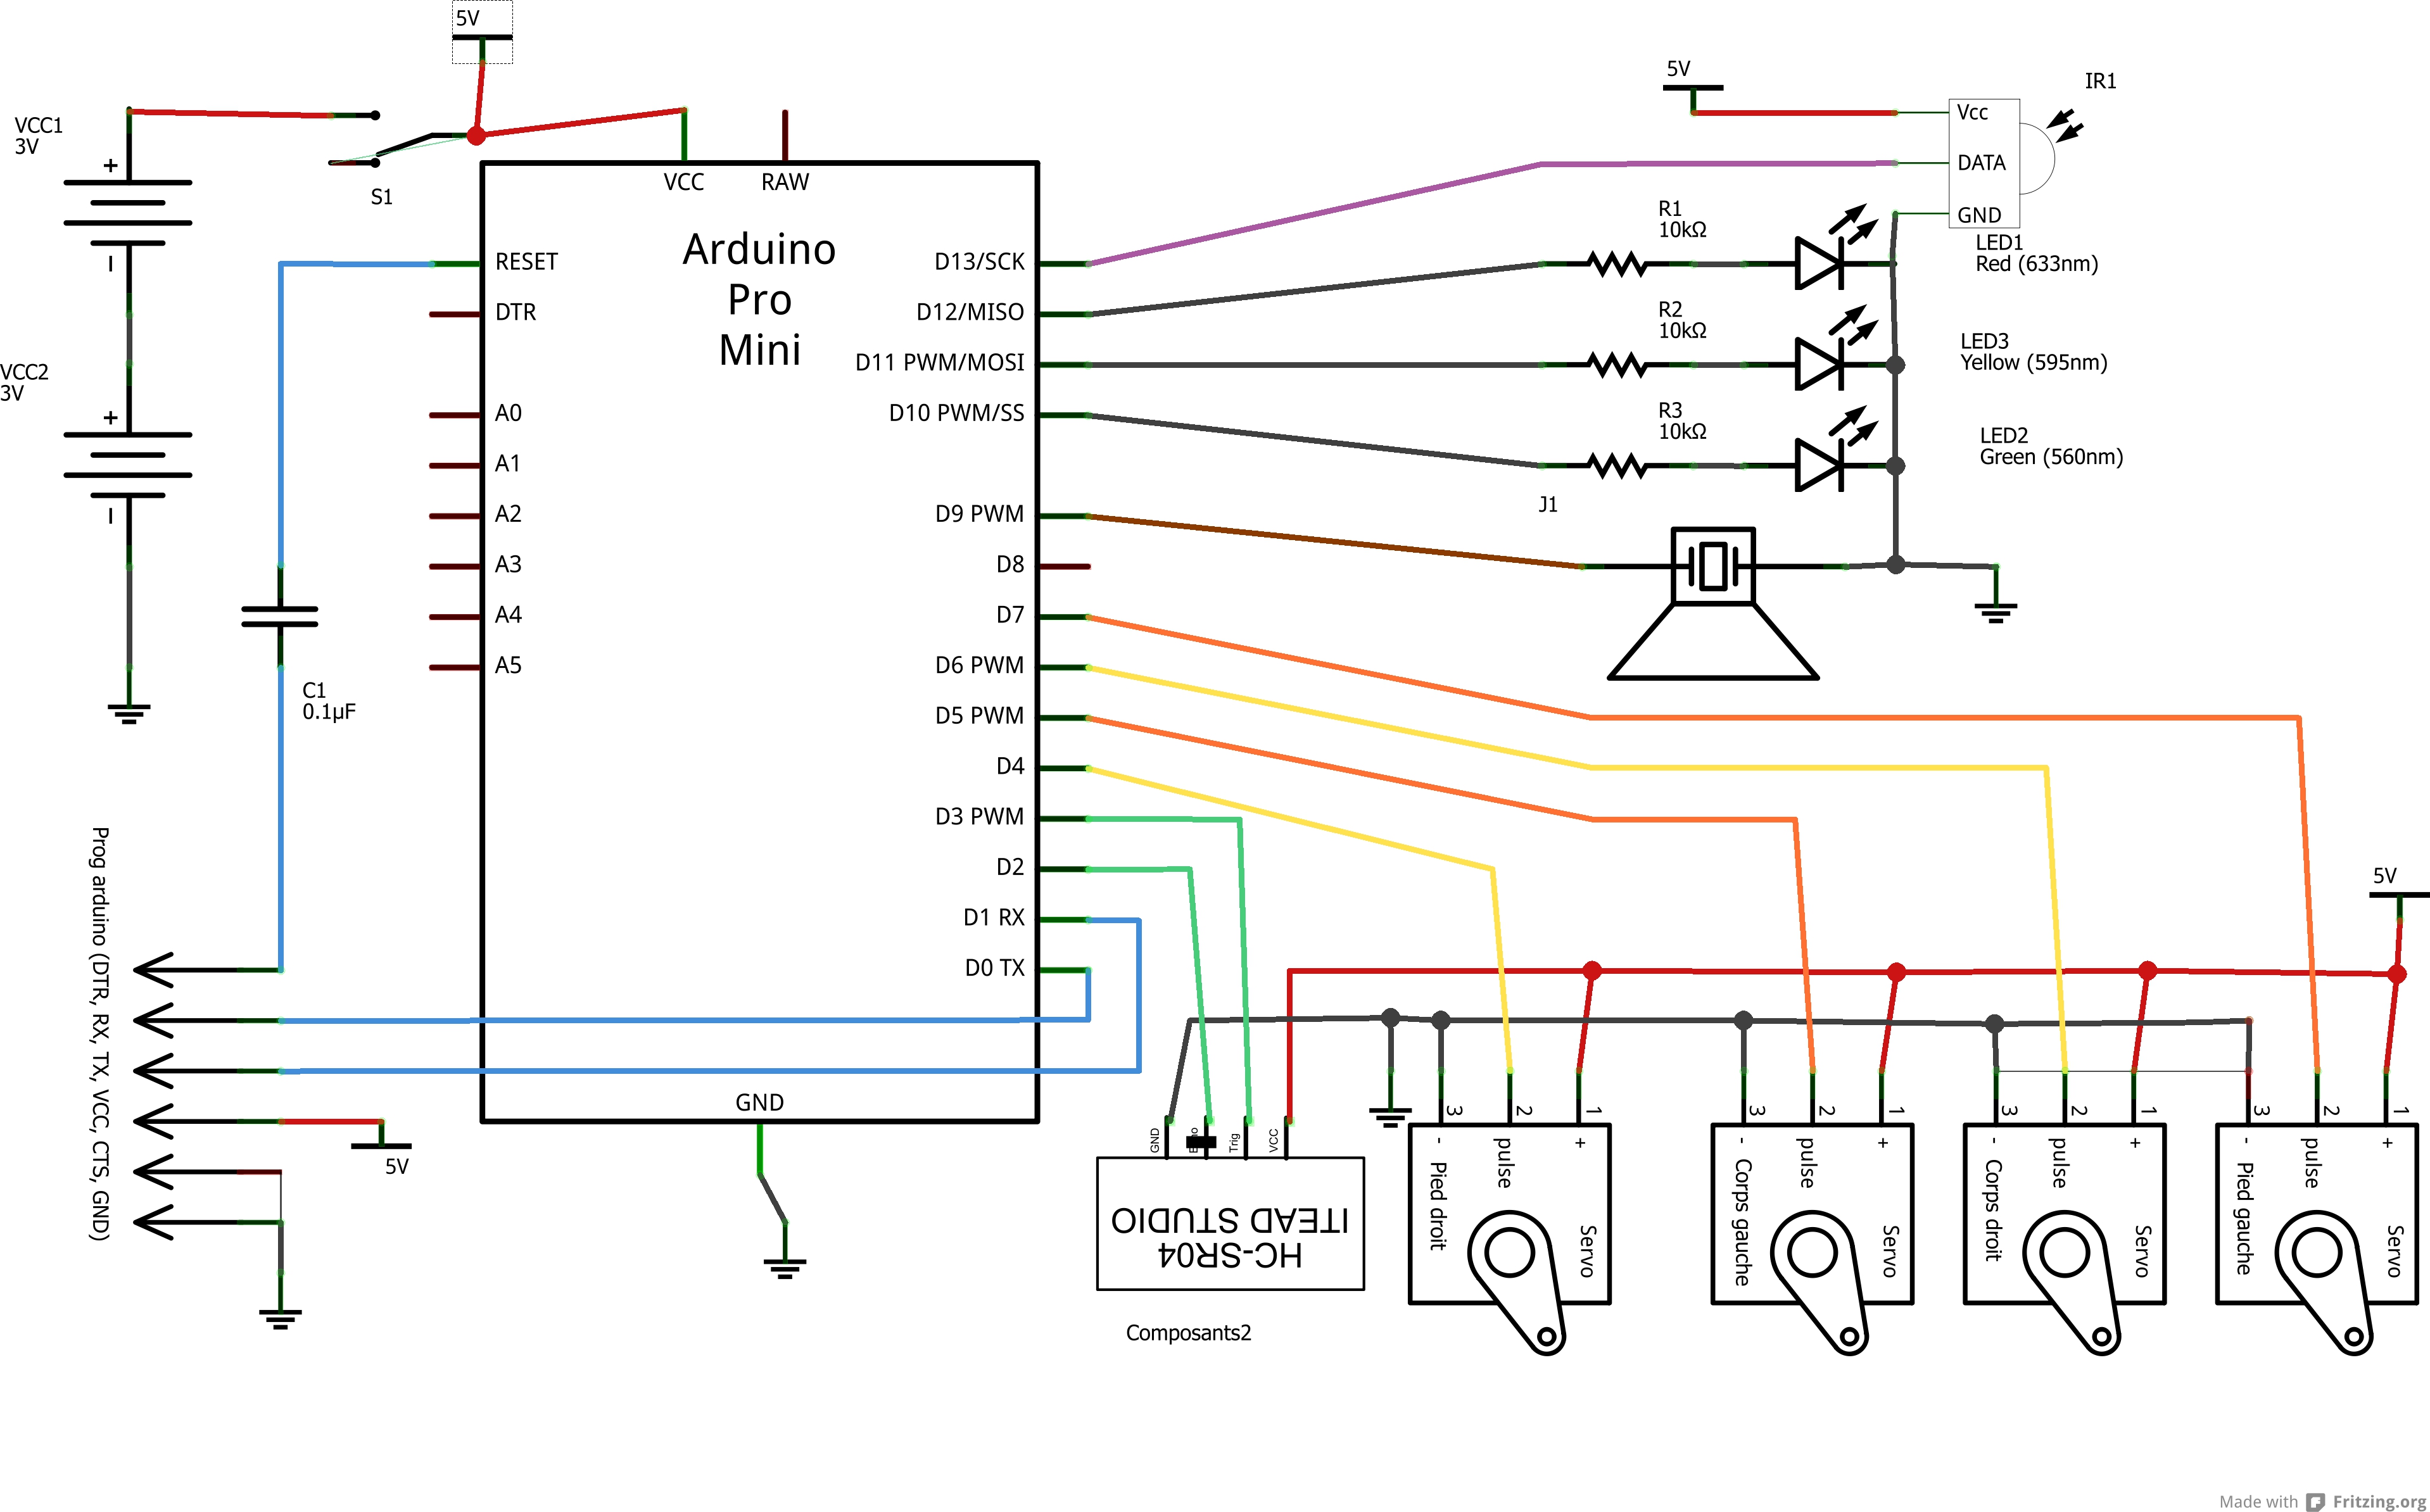 5V
VCC1
3V
S1
VCC
RAW
Arduino
Pro
Mini
RESET
DTR
A0
A1
A2
A3
A4
A5
D13/SCK
D12/MISO
D11 PWM/MOSI
D10 PWM/SS
D9 PWM
D8
D7
D6 PWM
D5 PWM
D4
D3 PWM
D2
D1 RX
D0 TX
GND
VCC2
3V
C1
0.1µF
Prog arduino (DTR, RX, TX, VCC, CTS, GND)
5V
5V
IR1
Vcc
DATA
GND
R1
10kΩ
LED1
Red (633nm)
R2
10kΩ
LED3
Yellow (595nm)
R3
10kΩ
LED2
Green (560nm)
J1
5V
GND
Trig
VCC
HC-SR04
ITEAD STUDIO
Composants2
3
2
1
-
pulse
+
Pied droit
Servo
3
2
1
-
pulse
+
Corps gauche
Servo
3
2
1
-
pulse
+
Corps droit
Servo
3
2
1
-
pulse
+
Pied gauche
Servo
+
–
+
–
Made with Fritzing.org